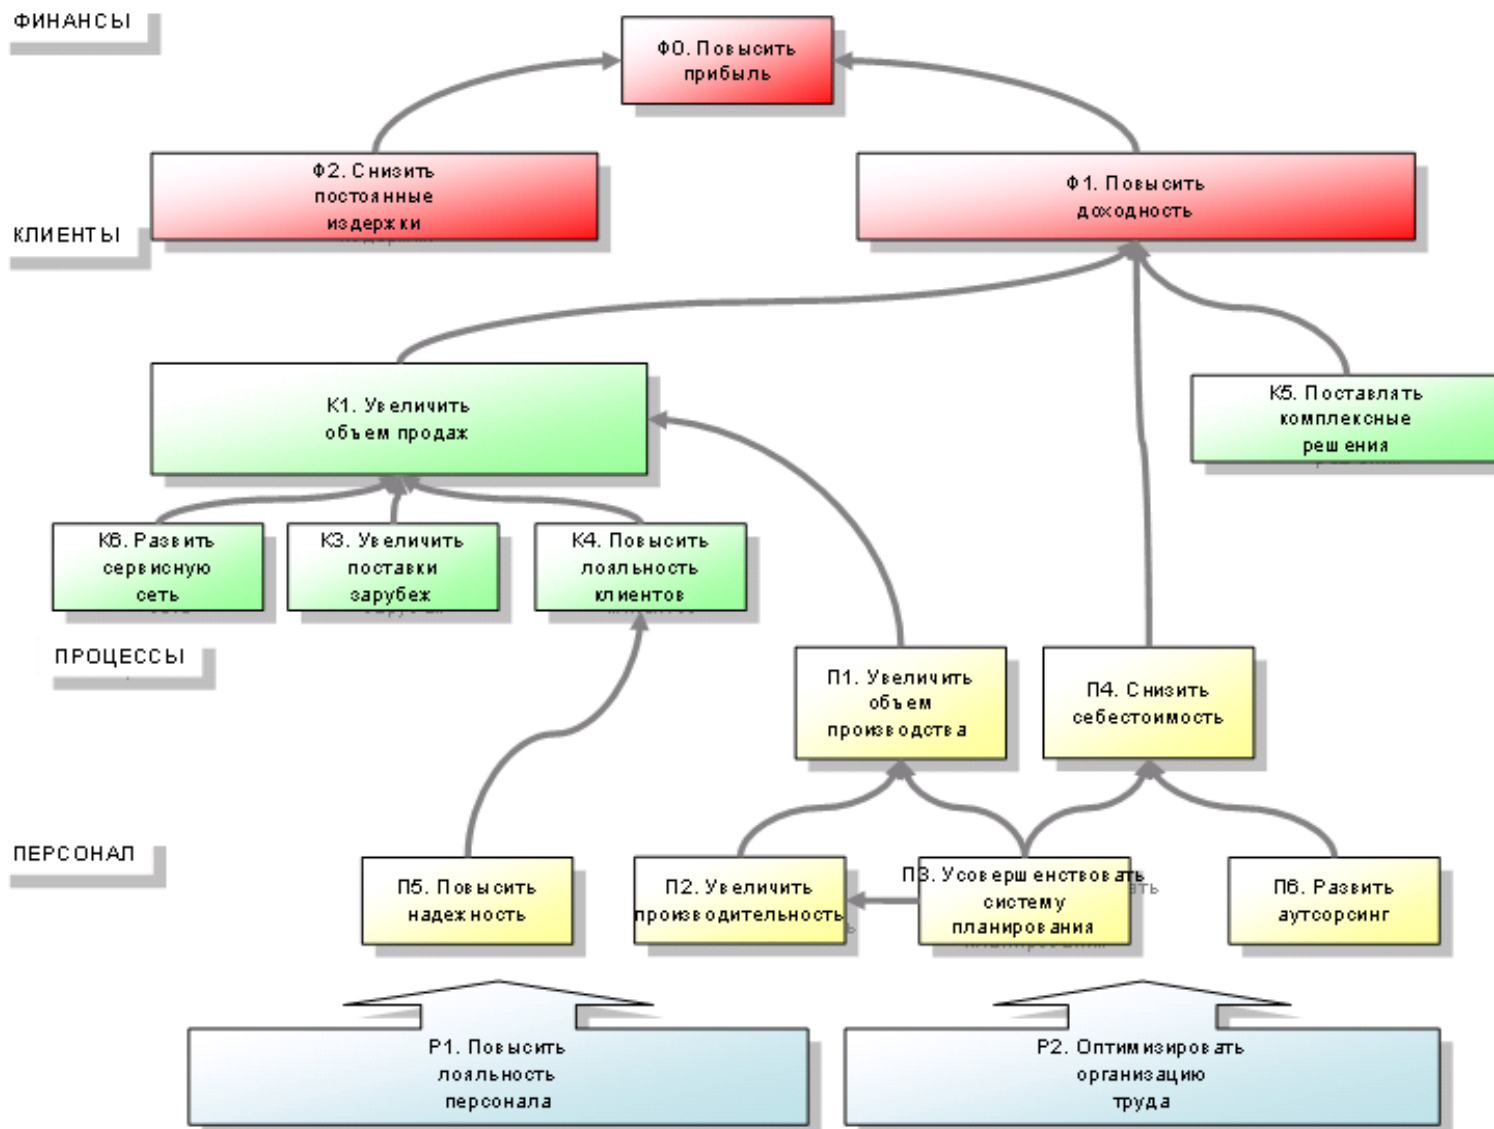 ФИНАНСЫ
Ф0. Повысить
прибыль
Ф2. Снизить
постоянные
издержки
Ф1. Повысить
доходность
КЛИЕНТЫ
К1. Увеличить
объем продаж
К5. Поставлять
комплексные
решения
К6. Развить
сервисную
сеть
К3. Увеличить
поставки
зарубеж
К4. Повысить
лояльность
клиентов
ПРОЦЕССЫ
П1. Увеличить
объем
производства
П4. Снизить
себестоимость
ПЕРСОНАЛ
П5. Повысить
надежность
П2. Увеличить
производительность
П3. Усовершенствовать
систему
планирования
П6. Развить
аутсорсинг
Р1. Повысить
лояльность
персонала
Р2. Оптимизировать
организацию
труда